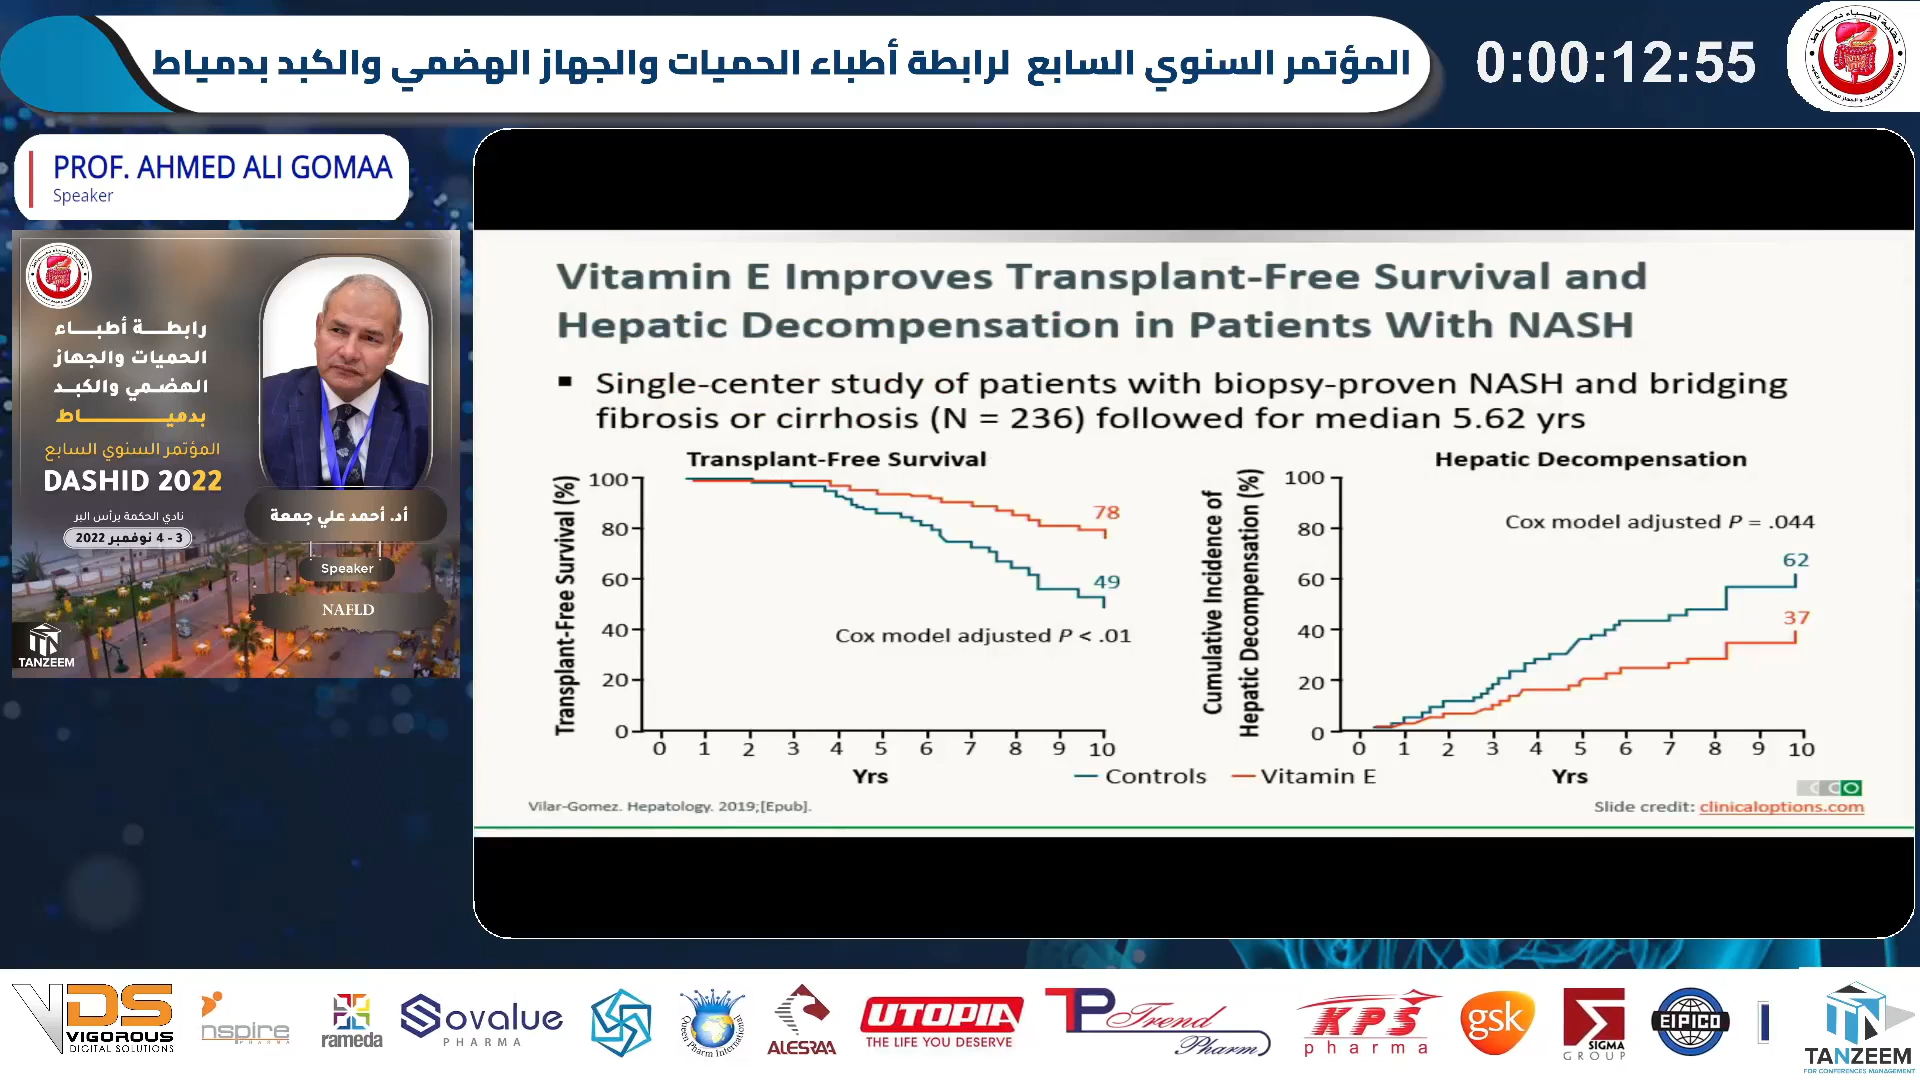 المؤتمر السنوي السابع لرابطة أطباء الحميات والجهاز الهضمي والكبد بدمياط
0:00:12:55
PROF. AHMED ALI GOMAA
Speaker
رابطة أطباء
الحميات والجهاز
الهضمي والكبد
بدمياط
المؤتمر السنوي السابع
DASHID 2022
نادي الحكمة برأس البر
3 - 4 نوفمبر 2022
أ.د. أحمد علي جمعة
Speaker
NAFLD
TANZEEM
Vitamin E Improves Transplant-Free Survival and
Hepatic Decompensation in Patients With NASH
▪ Single-center study of patients with biopsy-proven NASH and bridging
fibrosis or cirrhosis (N = 236) followed for median 5.62 yrs
Transplant-Free Survival
Transplant-Free Survival (%)
100
80
60
40
20
0
78
49
Cox model adjusted P < .01
0 1 2 3 4 5 6 7 8 9 10
Yrs
Hepatic Decompensation
Cumulative Incidence of
Hepatic Decompensation (%)
100
80
60
40
20
0
Cox model adjusted P = .044
62
37
0 1 2 3 4 5 6 7 8 9 10
Yrs
Controls Vitamin E
Vilar-Gomez. Hepatology. 2019;[Epub].
CCO
Slide credit: clinicaloptions.com
VDS
VIGOROUS
DIGITAL SOLUTIONS
nspire
PHARMA
rameda
Sovalue
PHARMA
Queen Pharm International
ALESRAA
UTOPIA
THE LIFE YOU DESERVE
TP Trend
Pharm
KPS
pharma
gsk
SIGMA
GROUP
EIPICO
TANZEEM
FOR CONFERENCES MANAGEMENT